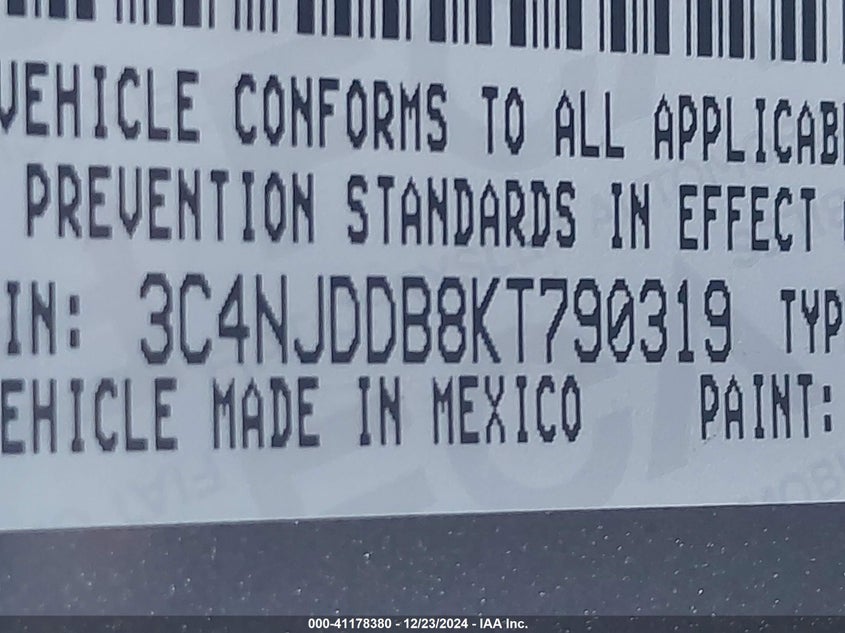 VEHICLE CONFORMS TO ALL APPLICAB
PREVENTION STANDARDS IN EFFECT
IN: 3C4NJDDB8KT790319 TYP
EHICLE MADE IN MEXICO PAINT:
000-41178380 - 12/23/2024 - IAA Inc.